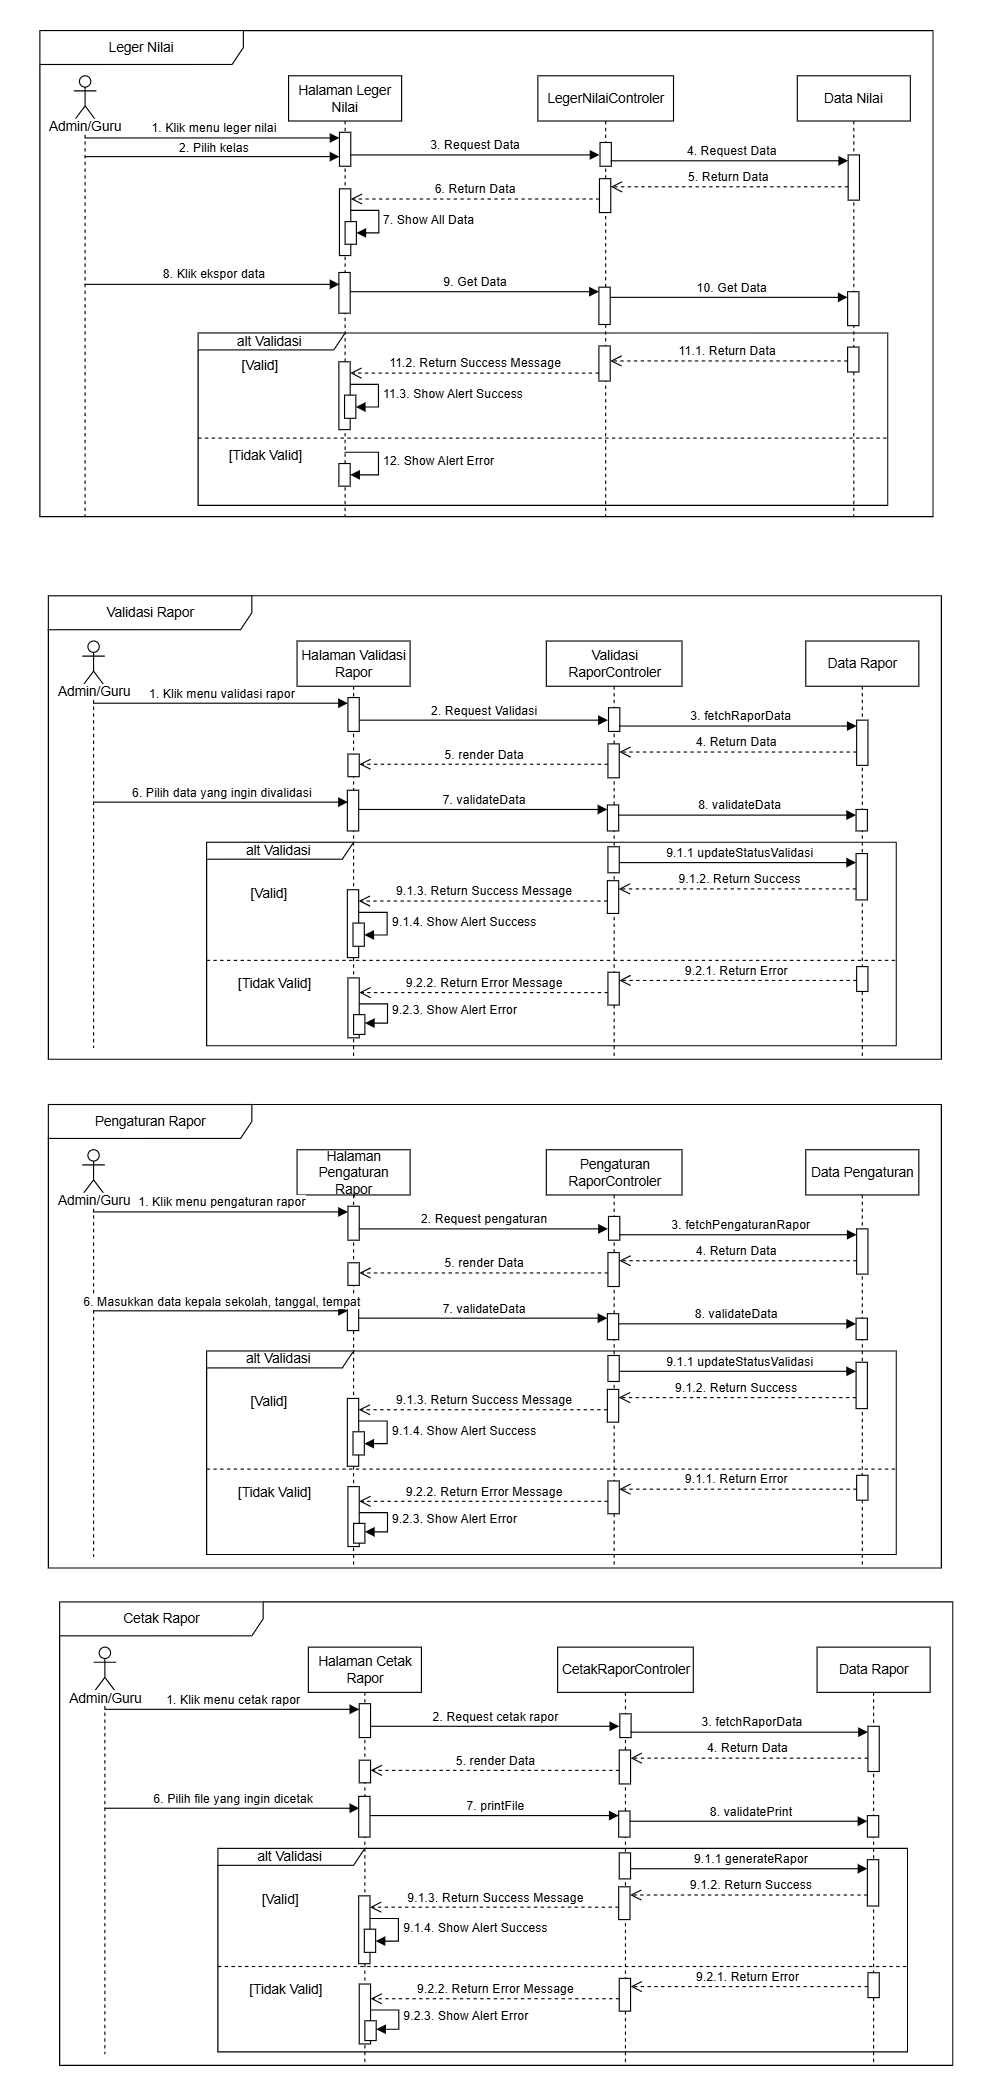 Leger Nilai
Admin/Guru
Halaman Leger
Nilai
LegerNilaiControler
Data Nilai
1. Klik menu leger nilai
2. Pilih kelas
3. Request Data
4. Request Data
5. Return Data
6. Return Data
7. Show All Data
8. Klik ekspor data
9. Get Data
10. Get Data
alt Validasi
[Valid]
11.1. Return Data
11.2. Return Success Message
11.3. Show Alert Success
[Tidak Valid]
12. Show Alert Error
Validasi Rapor
Admin/Guru
Halaman Validasi
Rapor
Validasi
RaporControler
Data Rapor
1. Klik menu validasi rapor
2. Request Validasi
3. fetchRaporData
4. Return Data
5. render Data
6. Pilih data yang ingin divalidasi
7. validateData
8. validateData
alt Validasi
9.1.1 updateStatusValidasi
[Valid]
9.1.2. Return Success
9.1.3. Return Success Message
9.1.4. Show Alert Success
[Tidak Valid]
9.2.1. Return Error
9.2.2. Return Error Message
9.2.3. Show Alert Error
Pengaturan Rapor
Admin/Guru
Halaman
Pengaturan
Rapor
Pengaturan
RaporControler
Data Pengaturan
1. Klik menu pengaturan rapor
2. Request pengaturan
3. fetchPengaturanRapor
4. Return Data
5. render Data
6. Masukkan data kepala sekolah, tanggal, tempat
7. validateData
8. validateData
alt Validasi
9.1.1 updateStatusValidasi
[Valid]
9.1.2. Return Success
9.1.3. Return Success Message
9.1.4. Show Alert Success
[Tidak Valid]
9.1.1. Return Error
9.2.2. Return Error Message
9.2.3. Show Alert Error
Cetak Rapor
Admin/Guru
Halaman Cetak
Rapor
CetakRaporControler
Data Rapor
1. Klik menu cetak rapor
2. Request cetak rapor
3. fetchRaporData
4. Return Data
5. render Data
6. Pilih file yang ingin dicetak
7. printFile
8. validatePrint
alt Validasi
9.1.1 generateRapor
[Valid]
9.1.2. Return Success
9.1.3. Return Success Message
9.1.4. Show Alert Success
[Tidak Valid]
9.2.1. Return Error
9.2.2. Return Error Message
9.2.3. Show Alert Error